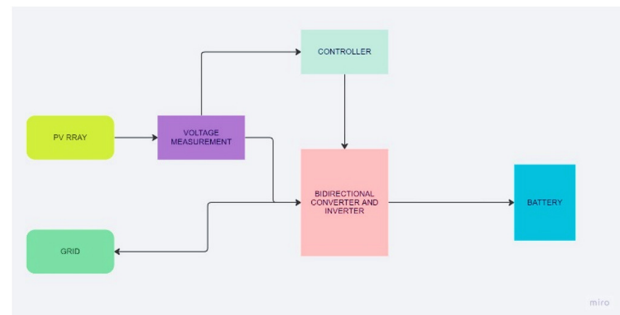 CONTROLLER
PV RRAY
VOLTAGE
MEASUREMENT
BIDIRECTIONAL
CONVERTER AND
INVERTER
BATTERY
GRID
miro